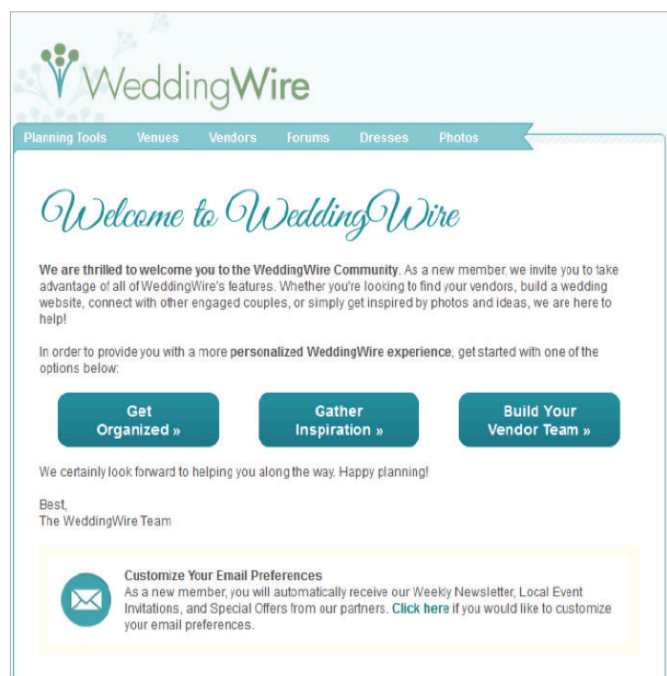 WeddingWire
Planning Tools Venues Vendors Forums Dresses Photos
Welcome to WeddingWire
We are thrilled to welcome you to the WeddingWire Community. As a new member, we invite you to take
advantage of all of WeddingWire's features. Whether you're looking to find your vendors, build a wedding
website, connect with other engaged couples, or simply get inspired by photos and ideas, we are here to
help!
In order to provide you with a more personalized WeddingWire experience, get started with one of the
options below:
Get
Organized »
Gather
Inspiration »
Build Your
Vendor Team »
We certainly look forward to helping you along the way. Happy planning!
Best,
The WeddingWire Team
Customize Your Email Preferences
As a new member, you will automatically receive our Weekly Newsletter, Local Event
Invitations, and Special Offers from our partners. Click here if you would like to customize
your email preferences.